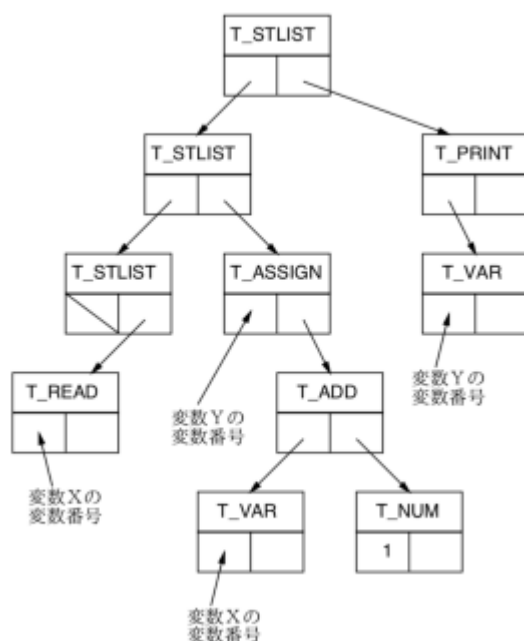 T_STLIST
T_STLIST
T_PRINT
T_STLIST
T_ASSIGN
T_VAR
T_READ
変数Yの
変数番号
T_ADD
変数Yの
変数番号
変数Xの
変数番号
T_VAR
T_NUM
1
変数Xの
変数番号